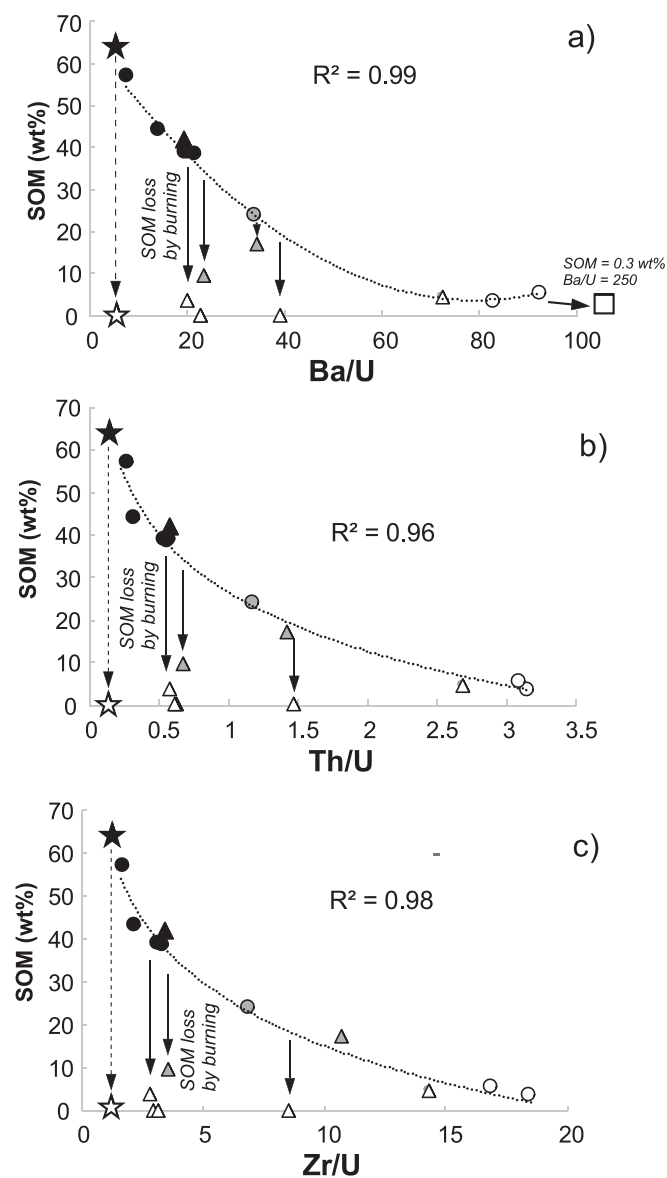 70
a)
60
R² = 0.99
50
40
30
20
10
0
SOM (wt%)
SOM loss
by burning
SOM = 0.3 wt%
Ba/U = 250
0 20 40 60 80 100
Ba/U
70
b)
60
50
R² = 0.96
40
30
20
10
0
SOM (wt%)
SOM loss
by burning
0 0.5 1 1.5 2 2.5 3 3.5
Th/U
70
c)
60
50
R² = 0.98
40
30
20
10
0
SOM (wt%)
SOM loss
by burning
0 5 10 15 20
Zr/U